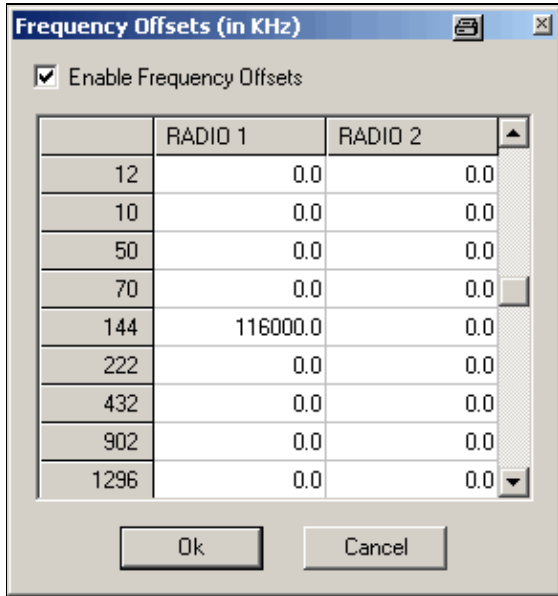 Frequency Offsets (in KHz)
Enable Frequency Offsets
RADIO 1 RADIO 2
12 0.0 0.0
10 0.0 0.0
50 0.0 0.0
70 0.0 0.0
144 116000.0 0.0
222 0.0 0.0
432 0.0 0.0
902 0.0 0.0
1296 0.0 0.0
Ok Cancel